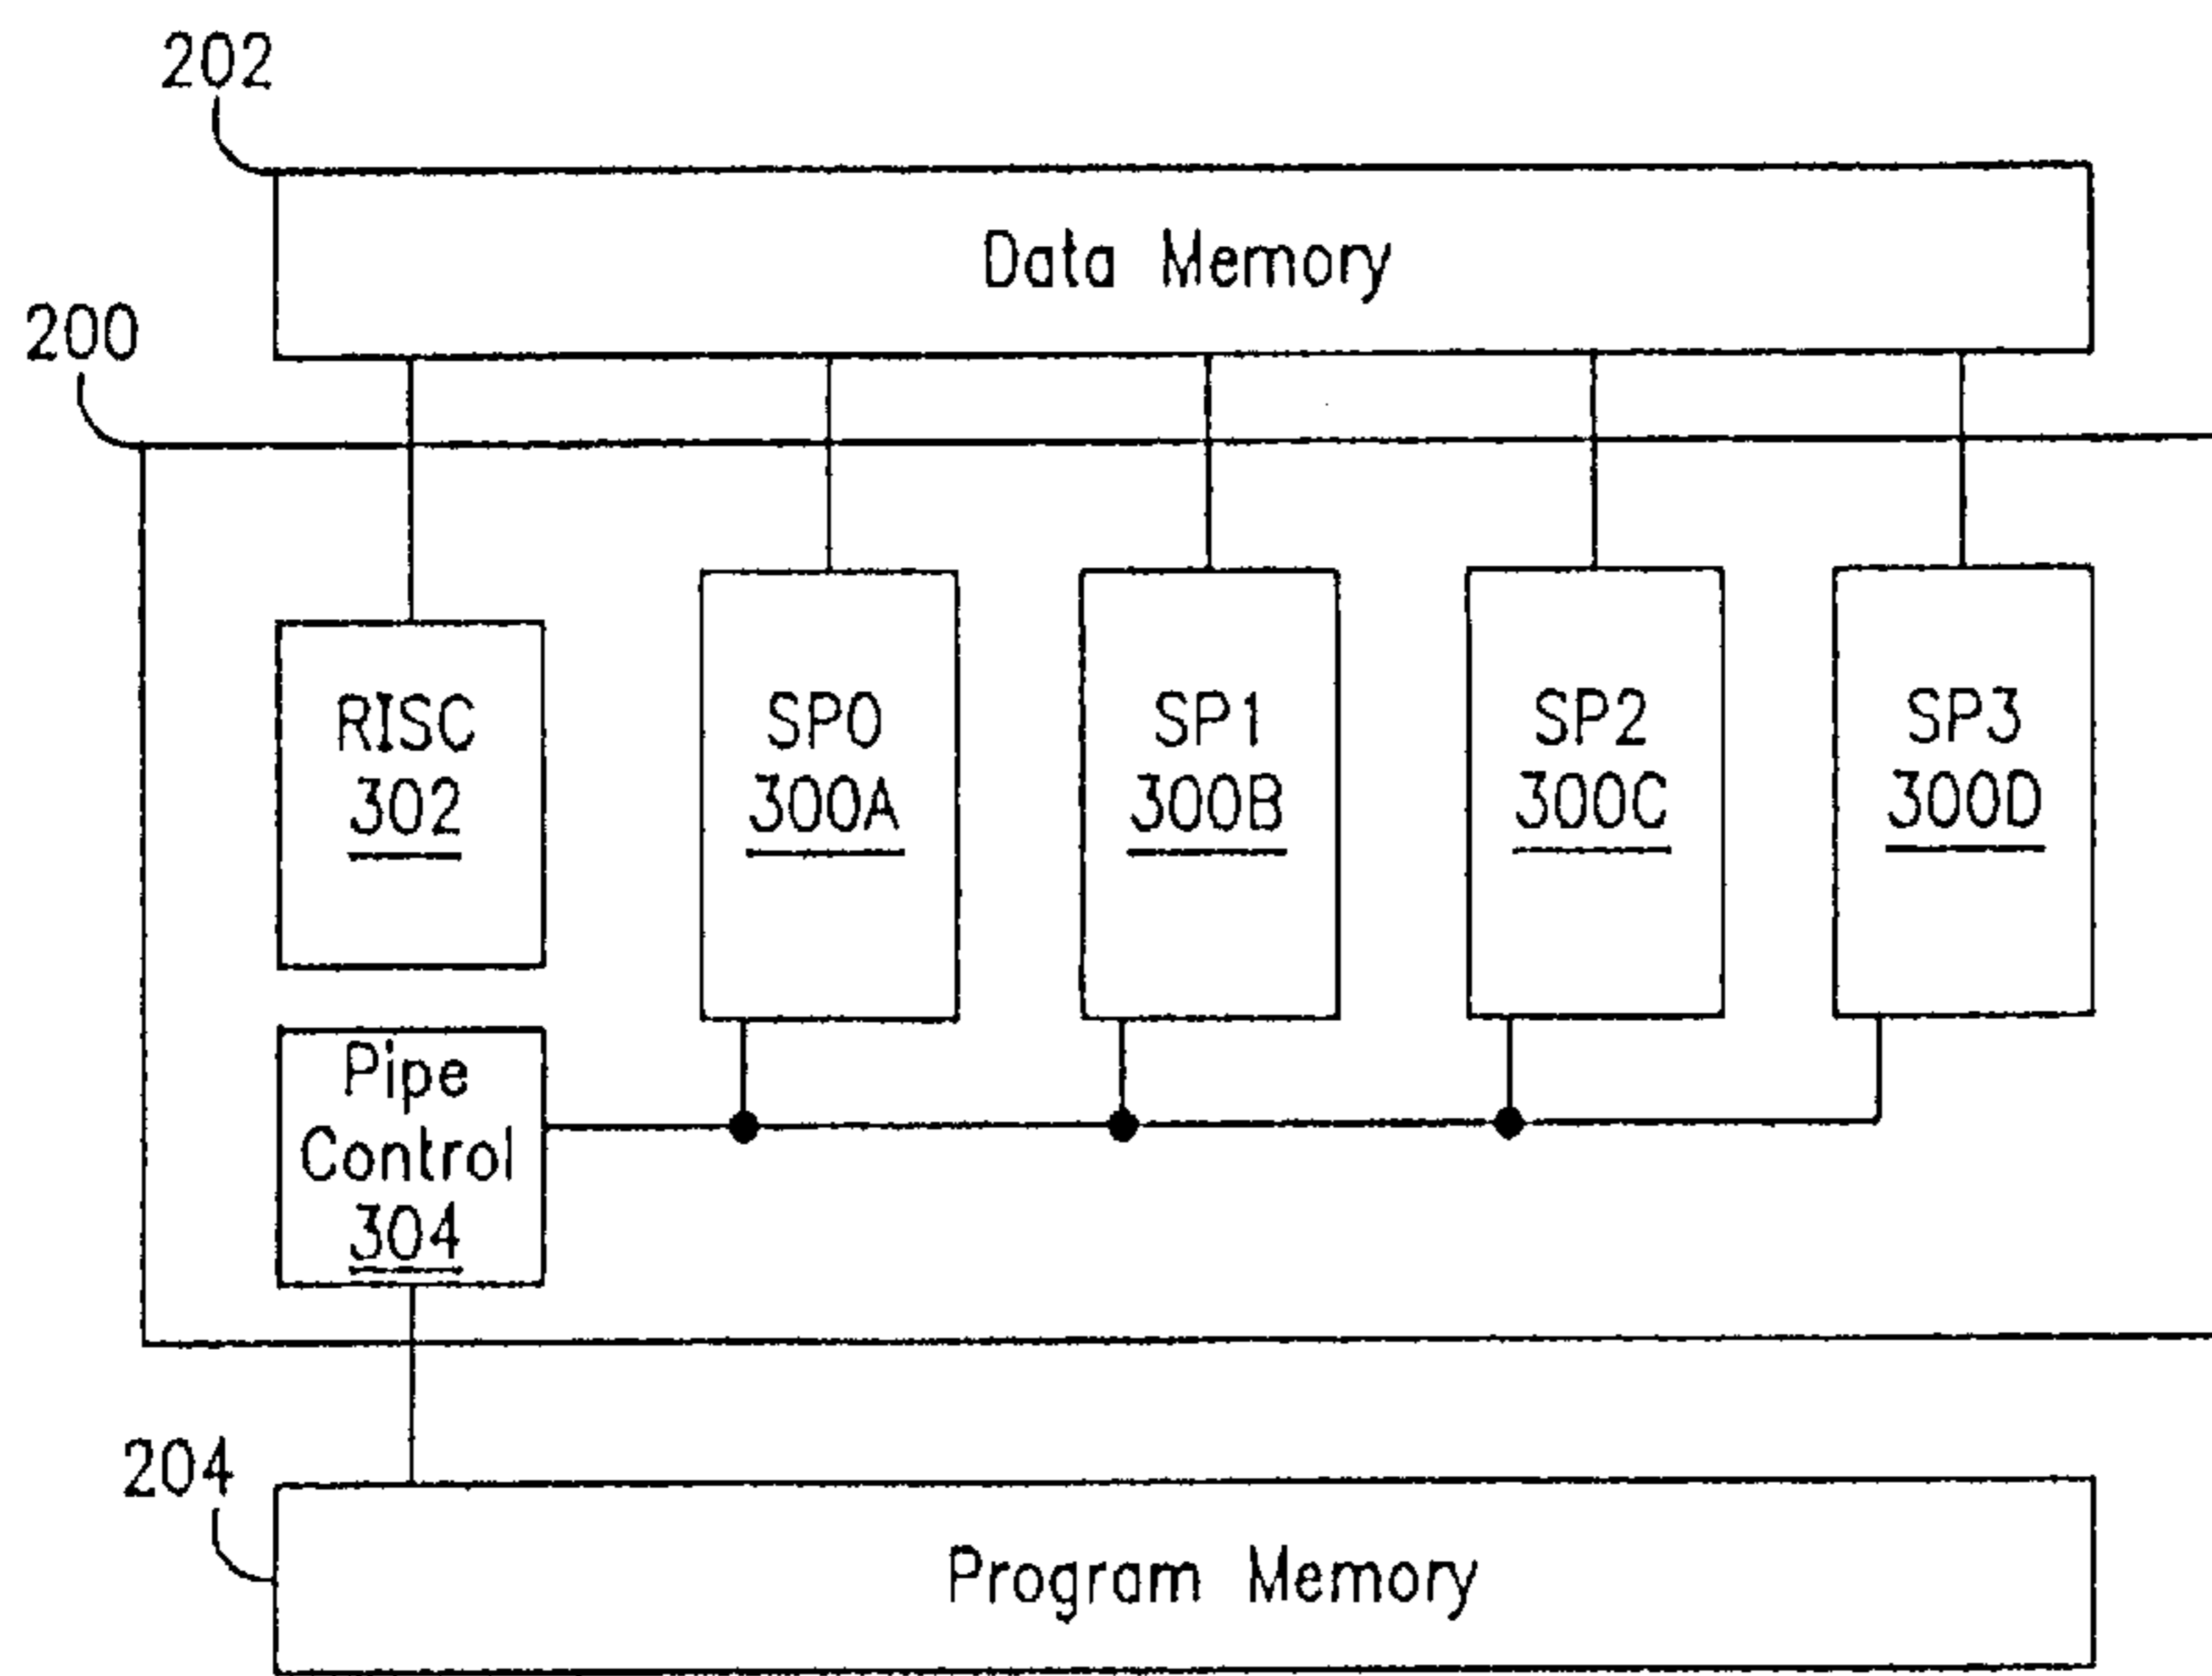 202
Data Memory
200
RISC
302
SP0
300A
SP1
300B
SP2
300C
SP3
300D
Pipe
Control
304
204
Program Memory